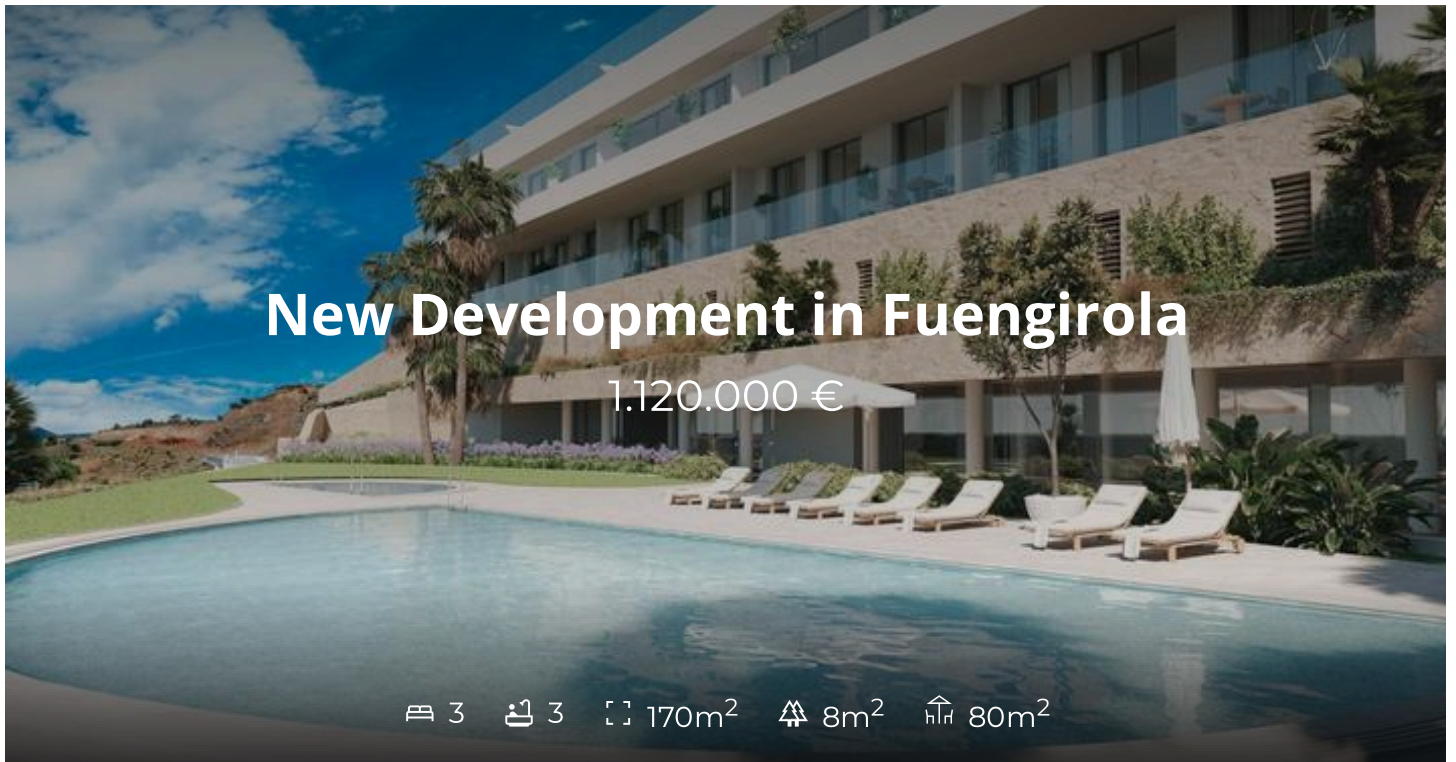 New Development in Fuengirola
1.120.000 €
3 3 170m² 8m² 80m²